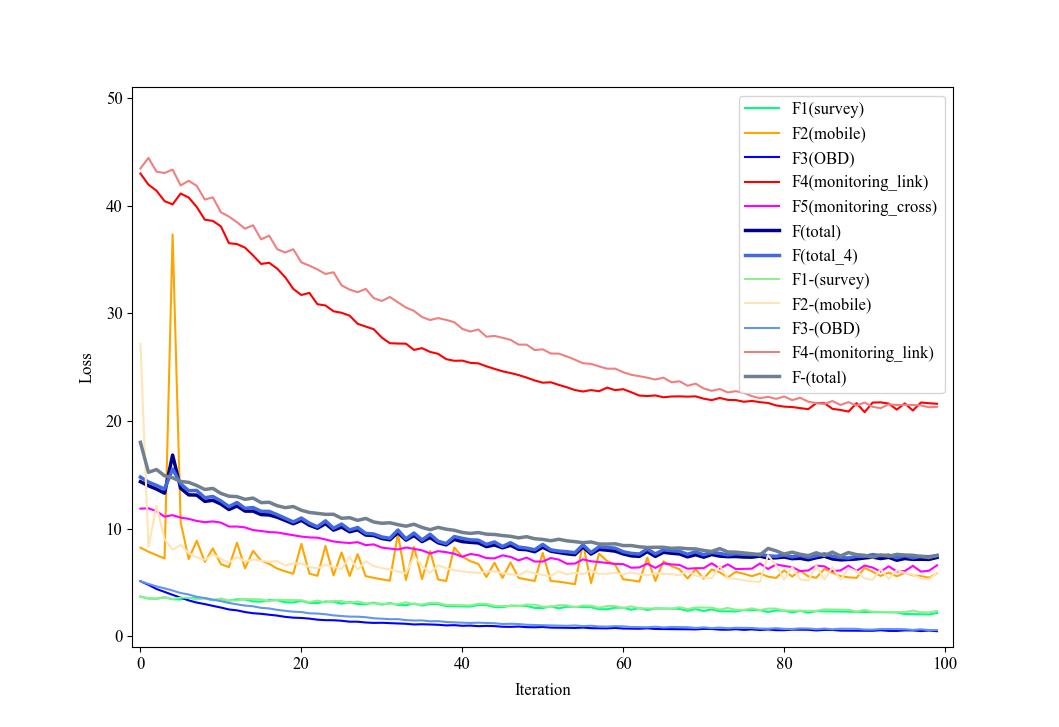 50
40
30
20
10
0
Loss
0 20 40 60 80 100
Iteration
F1(survey)
F2(mobile)
F3(OBD)
F4(monitoring_link)
F5(monitoring_cross)
F(total)
F(total_4)
F1-(survey)
F2-(mobile)
F3-(OBD)
F4-(monitoring_link)
F-(total)